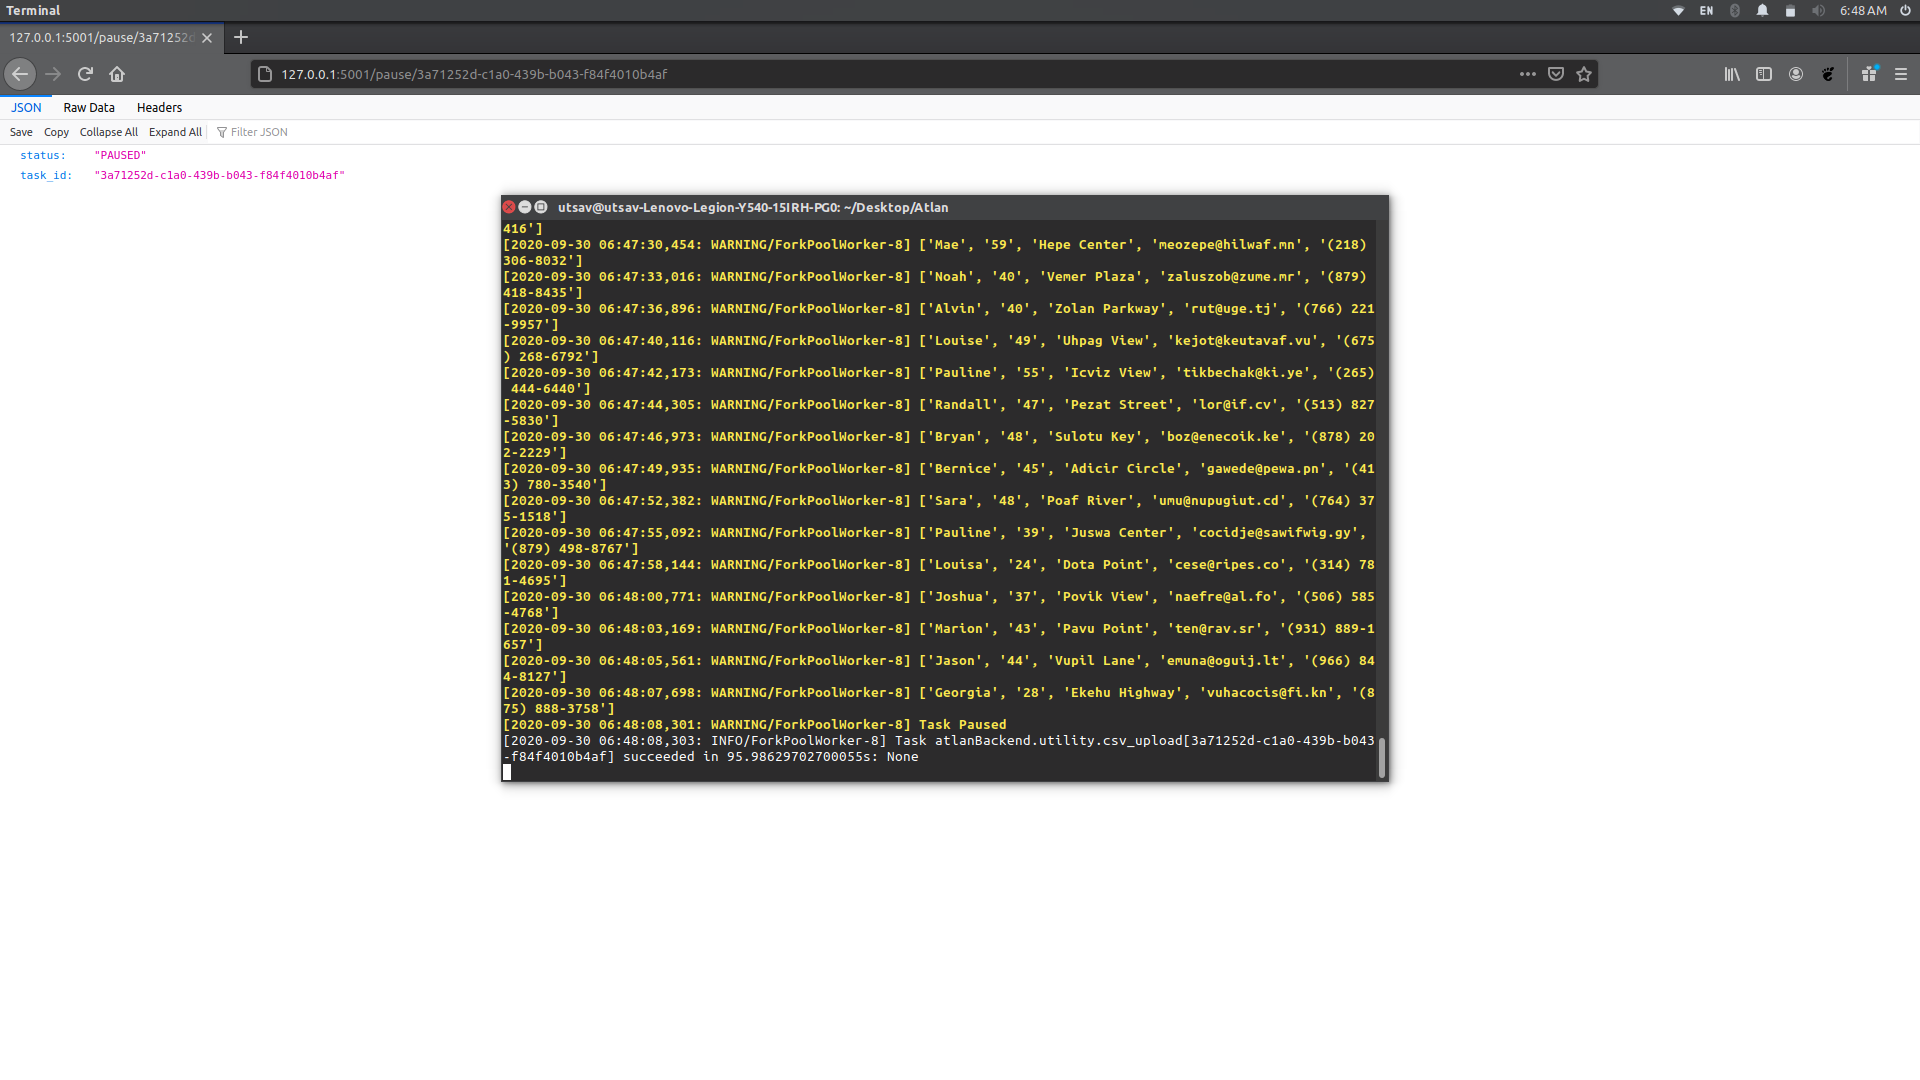 Terminal
EN
6:48 AM
127.0.0.1:5001/pause/3a71252d
127.0.0.1:5001/pause/3a71252d-c1a0-439b-b043-f84f4010b4af
JSON Raw Data Headers
Save Copy Collapse All Expand All Filter JSON
status: "PAUSED"
task_id: "3a71252d-c1a0-439b-b043-f84f4010b4af"
utsav@utsav-Lenovo-Legion-Y540-15IRH-PG0: ~/Desktop/Atlan
416']
[2020-09-30 06:47:30,454: WARNING/ForkPoolWorker-8] ['Mae', '59', 'Hepe Center', 'meozepe@hilwaf.mn', '(218)
306-8032']
[2020-09-30 06:47:33,016: WARNING/ForkPoolWorker-8] ['Noah', '40', 'Vemer Plaza', 'zaluszob@zume.mr', '(879)
418-8435']
[2020-09-30 06:47:36,896: WARNING/ForkPoolWorker-8] ['Alvin', '40', 'Zolan Parkway', 'rut@uge.tj', '(766) 221
-9957']
[2020-09-30 06:47:40,116: WARNING/ForkPoolWorker-8] ['Louise', '49', 'Uhpag View', 'kejot@keutavaf.vu', '(675
) 268-6792']
[2020-09-30 06:47:42,173: WARNING/ForkPoolWorker-8] ['Pauline', '55', 'Icviz View', 'tikbechak@ki.ye', '(265)
444-6440']
[2020-09-30 06:47:44,305: WARNING/ForkPoolWorker-8] ['Randall', '47', 'Pezat Street', 'lor@if.cv', '(513) 827
-5830']
[2020-09-30 06:47:46,973: WARNING/ForkPoolWorker-8] ['Bryan', '48', 'Sulotu Key', 'boz@enecoik.ke', '(878) 20
2-2229']
[2020-09-30 06:47:49,935: WARNING/ForkPoolWorker-8] ['Bernice', '45', 'Adicir Circle', 'gawede@pewa.pn', '(41
3) 780-3540']
[2020-09-30 06:47:52,382: WARNING/ForkPoolWorker-8] ['Sara', '48', 'Poaf River', 'umu@nupugiut.cd', '(764) 37
5-1518']
[2020-09-30 06:47:55,092: WARNING/ForkPoolWorker-8] ['Pauline', '39', 'Juswa Center', 'cocidje@sawifwig.gy',
'(879) 498-8767']
[2020-09-30 06:47:58,144: WARNING/ForkPoolWorker-8] ['Louisa', '24', 'Dota Point', 'cese@ripes.co', '(314) 78
1-4695']
[2020-09-30 06:48:00,771: WARNING/ForkPoolWorker-8] ['Joshua', '37', 'Povik View', 'naefre@al.fo', '(506) 585
-4768']
[2020-09-30 06:48:03,169: WARNING/ForkPoolWorker-8] ['Marion', '43', 'Pavu Point', 'ten@rav.sr', '(931) 889-1
657']
[2020-09-30 06:48:05,561: WARNING/ForkPoolWorker-8] ['Jason', '44', 'Vupil Lane', 'emuna@oguij.lt', '(966) 84
4-8127']
[2020-09-30 06:48:07,698: WARNING/ForkPoolWorker-8] ['Georgia', '28', 'Ekehu Highway', 'vuhacocis@fi.kn', '(8
75) 888-3758']
[2020-09-30 06:48:08,301: WARNING/ForkPoolWorker-8] Task Paused
[2020-09-30 06:48:08,303: INFO/ForkPoolWorker-8] Task atlanBackend.utility.csv_upload[3a71252d-c1a0-439b-b043
-f84f4010b4af] succeeded in 95.98629702700055s: None